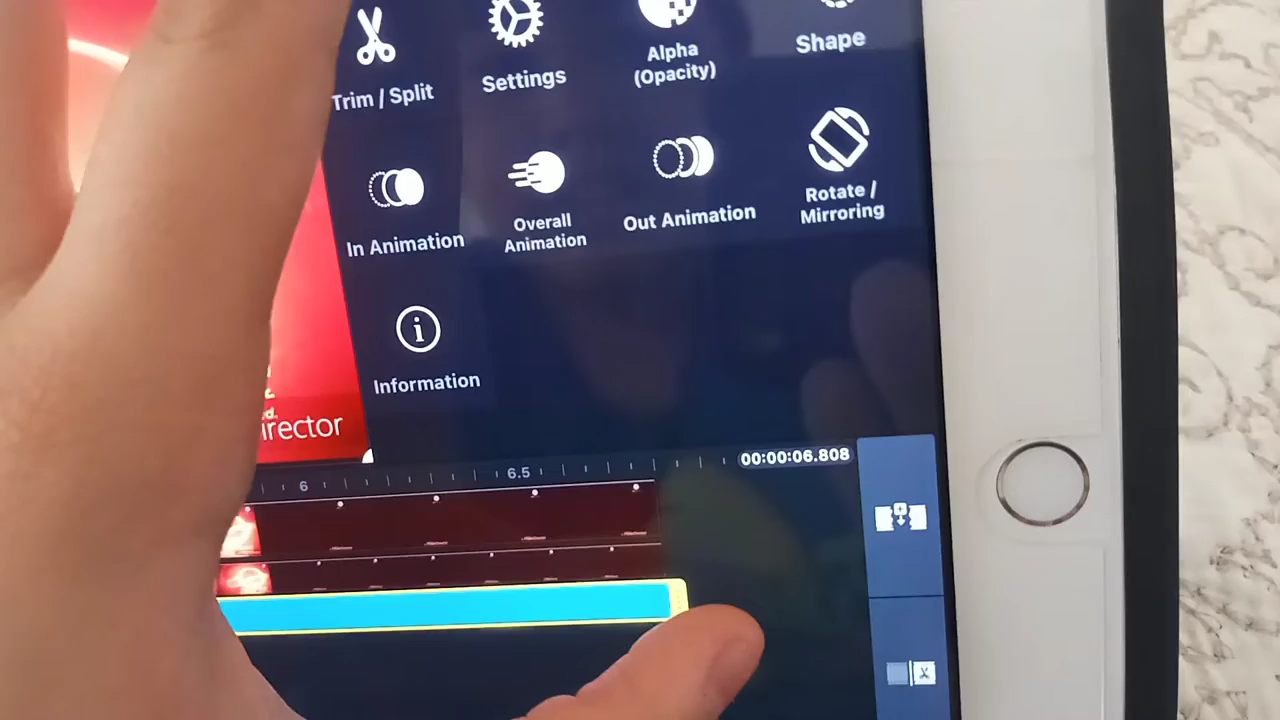 Shape
Alpha
(Opacity)
Settings
Trim / Split
Rotate /
Mirroring
Out Animation
Overall
Animation
In Animation
Information
d.
irector
6
6.5
00:00:06.808